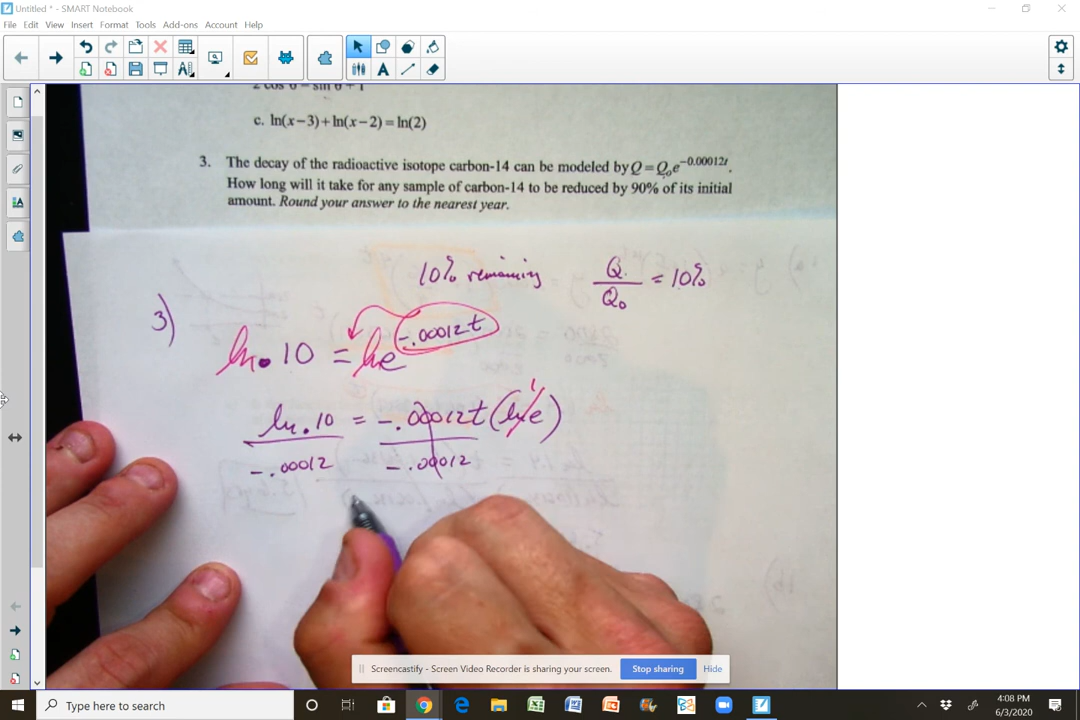 Untitled * - SMART Notebook
File Edit View Insert Format Tools Add-ons Account Help
2 cos θ = sin θ + 1
c. ln(x−3)+ln(x−2)=ln(2)
3. The decay of the radioactive isotope carbon-14 can be modeled by Q=Q₀e^−0.00012t.
How long will it take for any sample of carbon-14 to be reduced by 90% of its initial
amount. Round your answer to the nearest year.
10% remaining Q/Q₀ = 10%
3)
ln .10 = ln e^−.00012t
1
ln .10 = −.00012t (ln e)
−.00012 −.00012
Screencastify - Screen Video Recorder is sharing your screen. Stop sharing Hide
Type here to search
4:08 PM
6/3/2020